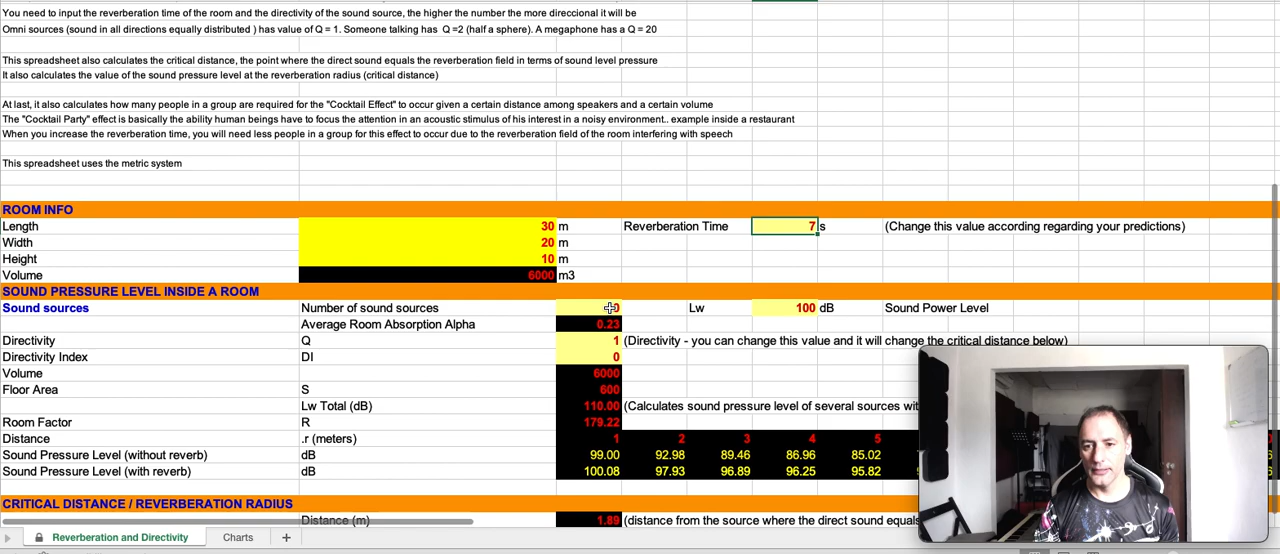 You need to input the reverberation time of the room and the directivity of the sound source, the higher the number the more direccional it will be
Omni sources (sound in all directions equally distributed ) has value of Q = 1. Someone talking has Q =2 (half a sphere). A megaphone has a Q = 20
This spreadsheet also calculates the critical distance, the point where the direct sound equals the reverberation field in terms of sound level pressure
It also calculates the value of the sound pressure level at the reverberation radius (critical distance)
At last, it also calculates how many people in a group are required for the "Cocktail Effect" to occur given a certain distance among speakers and a certain volume
The "Cocktail Party" effect is basically the ability human beings have to focus the attention in an acoustic stimulus of his interest in a noisy environment.. example inside a restaurant
When you increase the reverberation time, you will need less people in a group for this effect to occur due to the reverberation field of the room interfering with speech
This spreadsheet uses the metric system
ROOM INFO
Length 30 m Reverberation Time 7 s (Change this value according regarding your predictions)
Width 20 m
Height 10 m
Volume 6000 m3
SOUND PRESSURE LEVEL INSIDE A ROOM
Sound sources Number of sound sources Lw 100 dB Sound Power Level
Average Room Absorption Alpha 0.23
Directivity Q 1 (Directivity - you can change this value and it will change the critical distance below)
Directivity Index DI 0
Volume 6000
Floor Area S 600
Lw Total (dB) 110.00 (Calculates sound pressure level of several sources
Room Factor R 179.22
Distance .r (meters) 1 2 3 4 5
Sound Pressure Level (without reverb) dB 99.00 92.98 89.46 86.96 85.02
Sound Pressure Level (with reverb) dB 100.08 97.93 96.89 96.25 95.82
CRITICAL DISTANCE / REVERBERATION RADIUS
Distance (m) 1.89 (distance from the source where the direct sound equals
Reverberation and Directivity Charts +